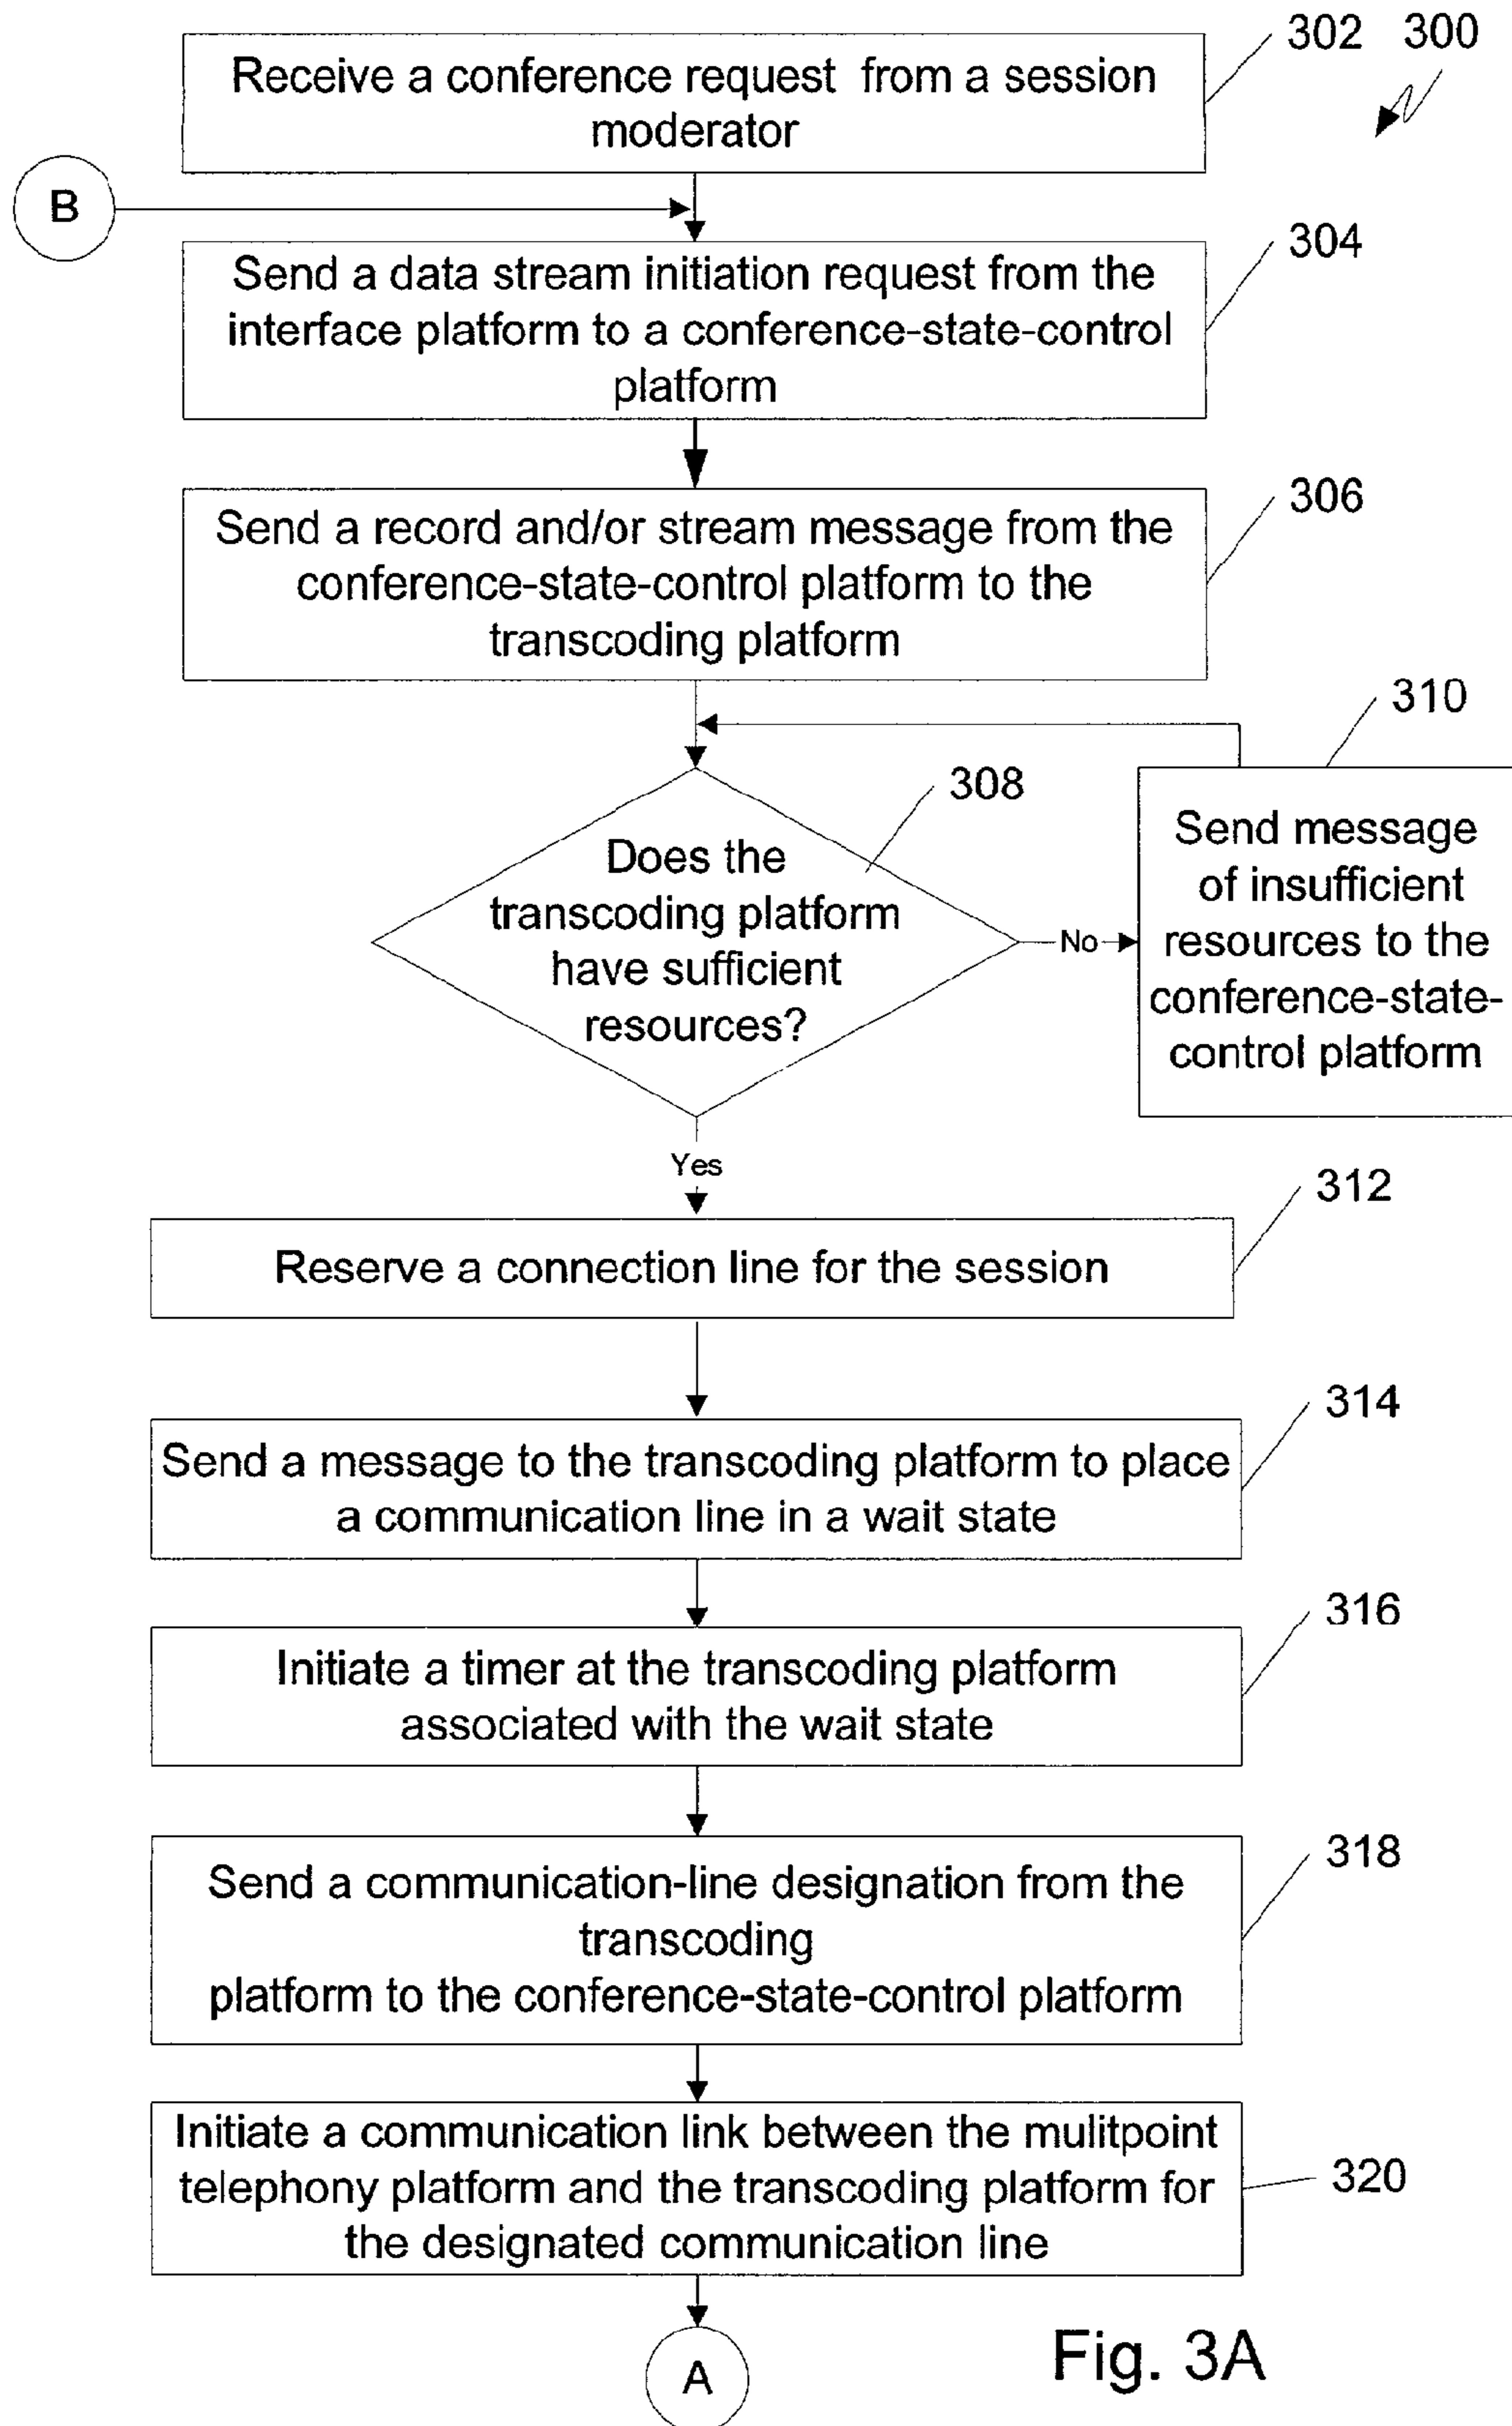 302 300
Receive a conference request from a session
moderator
B
304
Send a data stream initiation request from the
interface platform to a conference-state-control
platform
306
Send a record and/or stream message from the
conference-state-control platform to the
transcoding platform
310
308
Does the
transcoding platform
have sufficient
resources?
No
Send message
of insufficient
resources to the
conference-state-
control platform
Yes
312
Reserve a connection line for the session
314
Send a message to the transcoding platform to place
a communication line in a wait state
316
Initiate a timer at the transcoding platform
associated with the wait state
318
Send a communication-line designation from the
transcoding
platform to the conference-state-control platform
320
Initiate a communication link between the mulitpoint
telephony platform and the transcoding platform for
the designated communication line
A
Fig. 3A